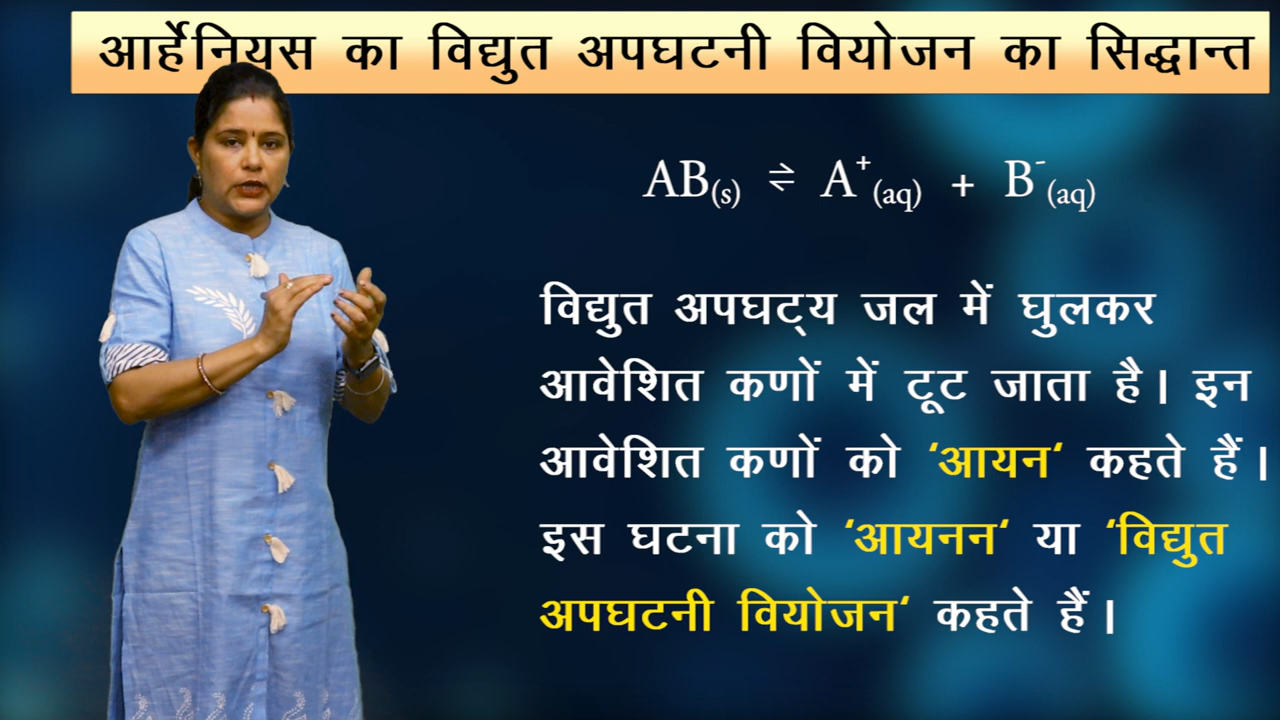 आर्हेनियस का विद्युत अपघटनी वियोजन का सिद्धान्त
AB(s) ⇌ A⁺(aq) + B⁻(aq)
विद्युत अपघट्य जल में घुलकर
आवेशित कणों में टूट जाता है। इन
आवेशित कणों को ‘आयन‘ कहते हैं।
इस घटना को ‘आयनन‘ या ‘विद्युत
अपघटनी वियोजन‘ कहते हैं।